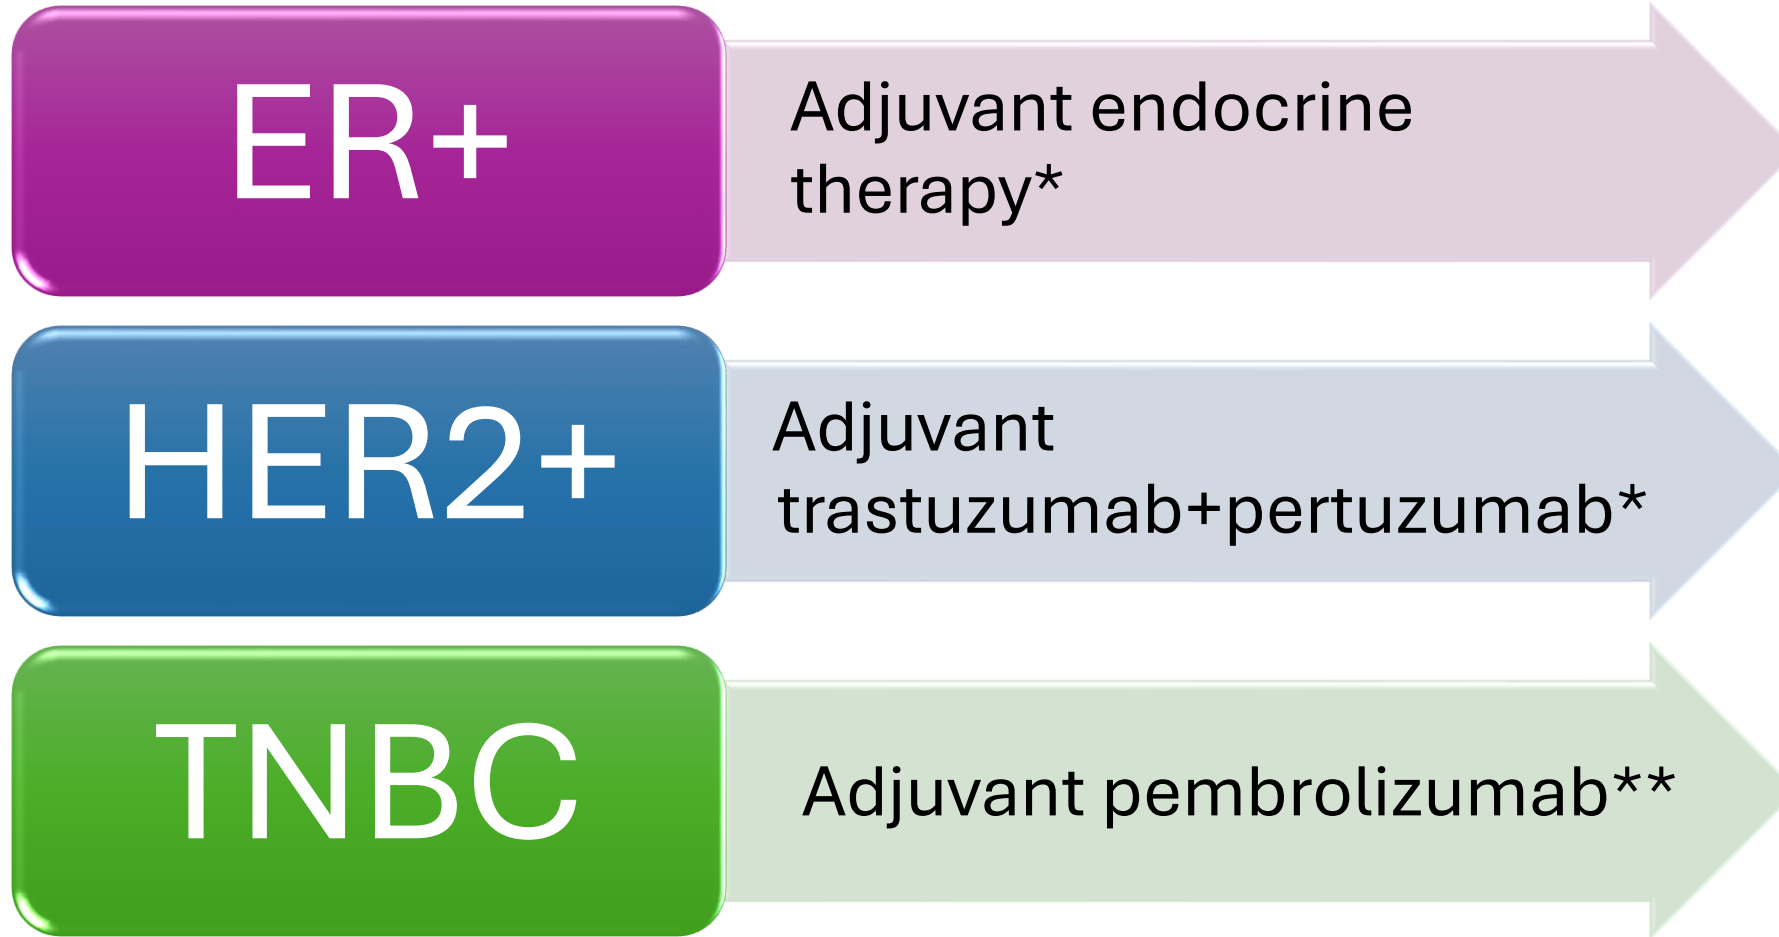 ER+
Adjuvant endocrine
therapy*
HER2+
Adjuvant
trastuzumab+pertuzumab*
TNBC
Adjuvant pembrolizumab**